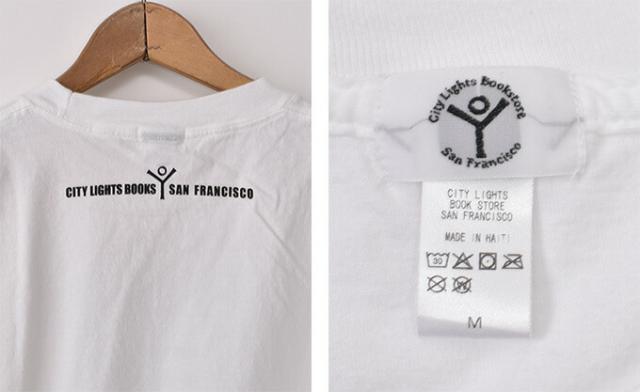 CITY LIGHTS BOOKS SAN FRANCISCO
City Lights Bookstore
San Francisco
CITY LIGHTS
BOOK STORE
SAN FRANCISCO
MADE IN HAITI
30
M